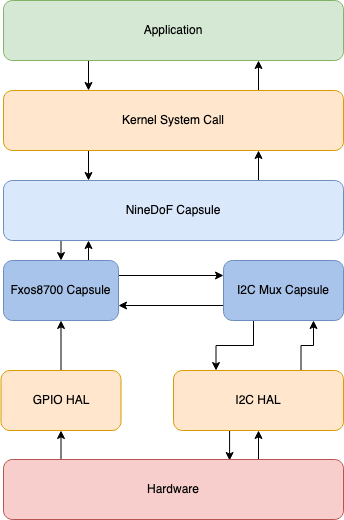 Application
Kernel System Call
NineDoF Capsule
Fxos8700 Capsule
I2C Mux Capsule
GPIO HAL
I2C HAL
Hardware